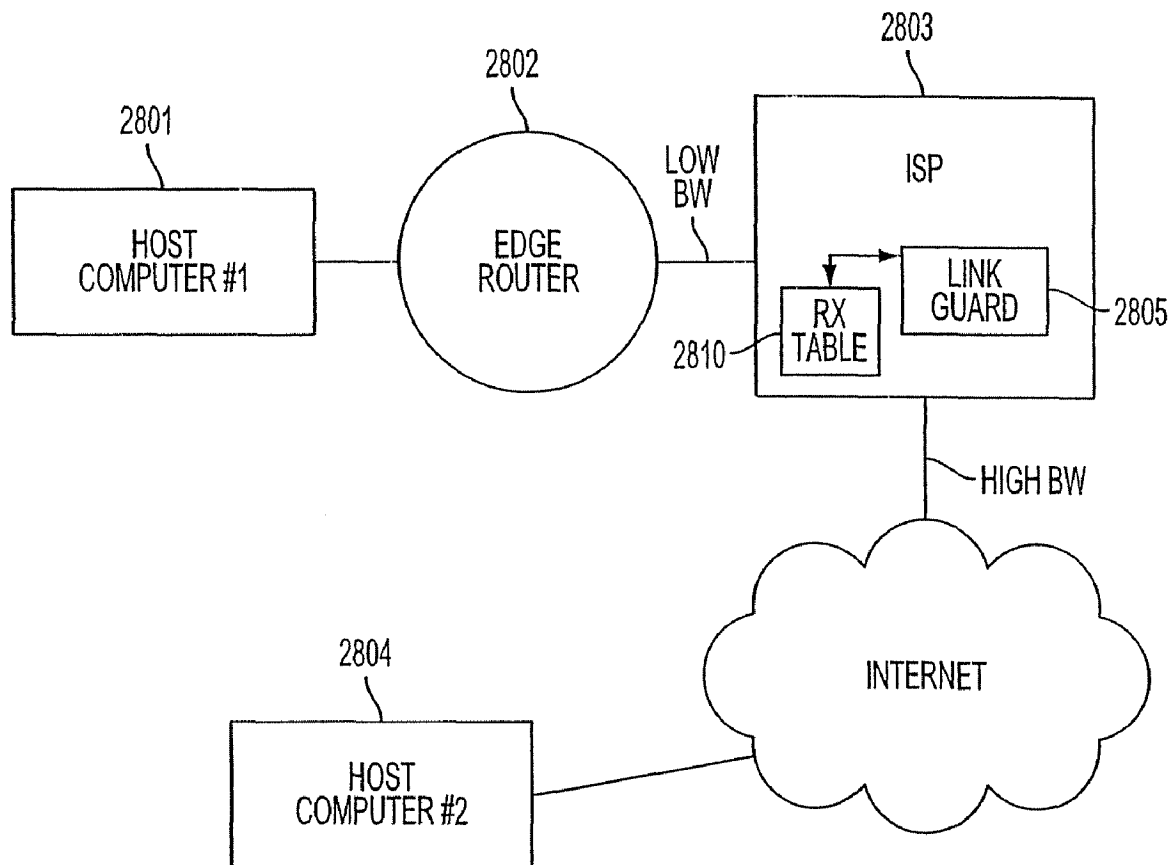 2803
2802
2801
LOW
BW
ISP
HOST
COMPUTER #1
EDGE
ROUTER
LINK
GUARD
2805
RX
TABLE
2810
HIGH BW
INTERNET
2804
HOST
COMPUTER #2